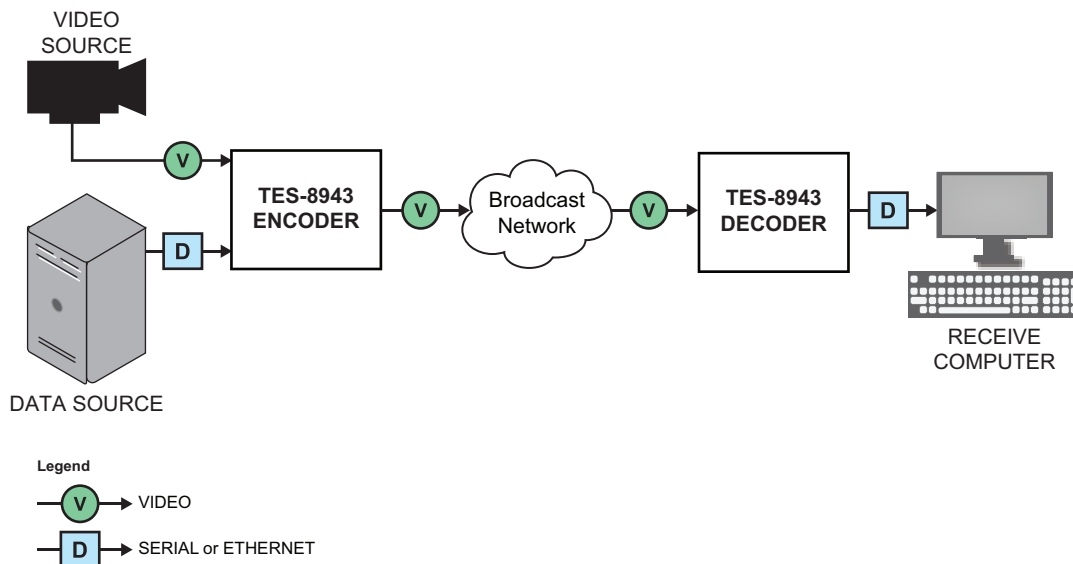 VIDEO
SOURCE
V
TES-8943
ENCODER
V
Broadcast
Network
V
TES-8943
DECODER
D
D
DATA SOURCE
RECEIVE
COMPUTER
Legend
V VIDEO
D SERIAL or ETHERNET